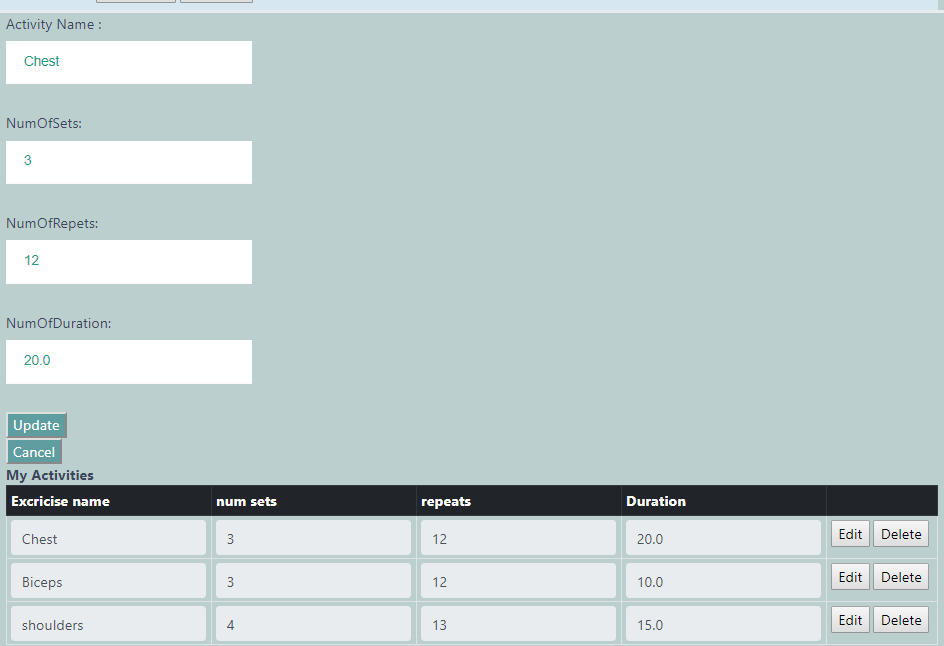 Activity Name :
Chest
NumOfSets:
3
NumOfRepets:
12
NumOfDuration:
20.0
Update
Cancel
My Activities
Excricise name num sets repeats Duration
Chest 3 12 20.0 Edit Delete
Biceps 3 12 10.0 Edit Delete
shoulders 4 13 15.0 Edit Delete